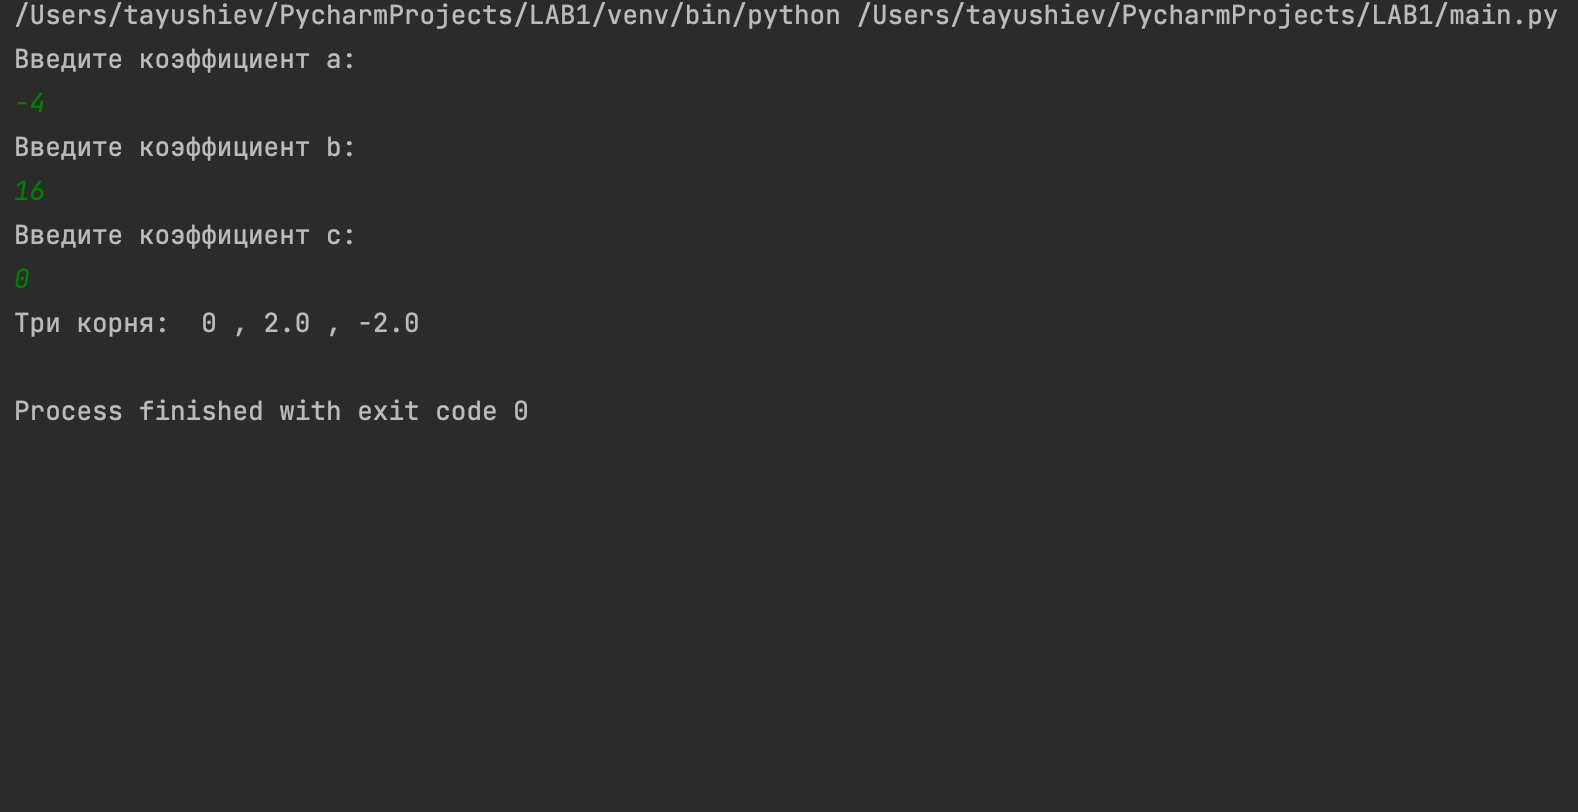 /Users/tayushiev/PycharmProjects/LAB1/venv/bin/python /Users/tayushiev/PycharmProjects/LAB1/main.py
Введите коэффициент a:
-4
Введите коэффициент b:
16
Введите коэффициент c:
0
Три корня:  0 , 2.0 , -2.0
Process finished with exit code 0